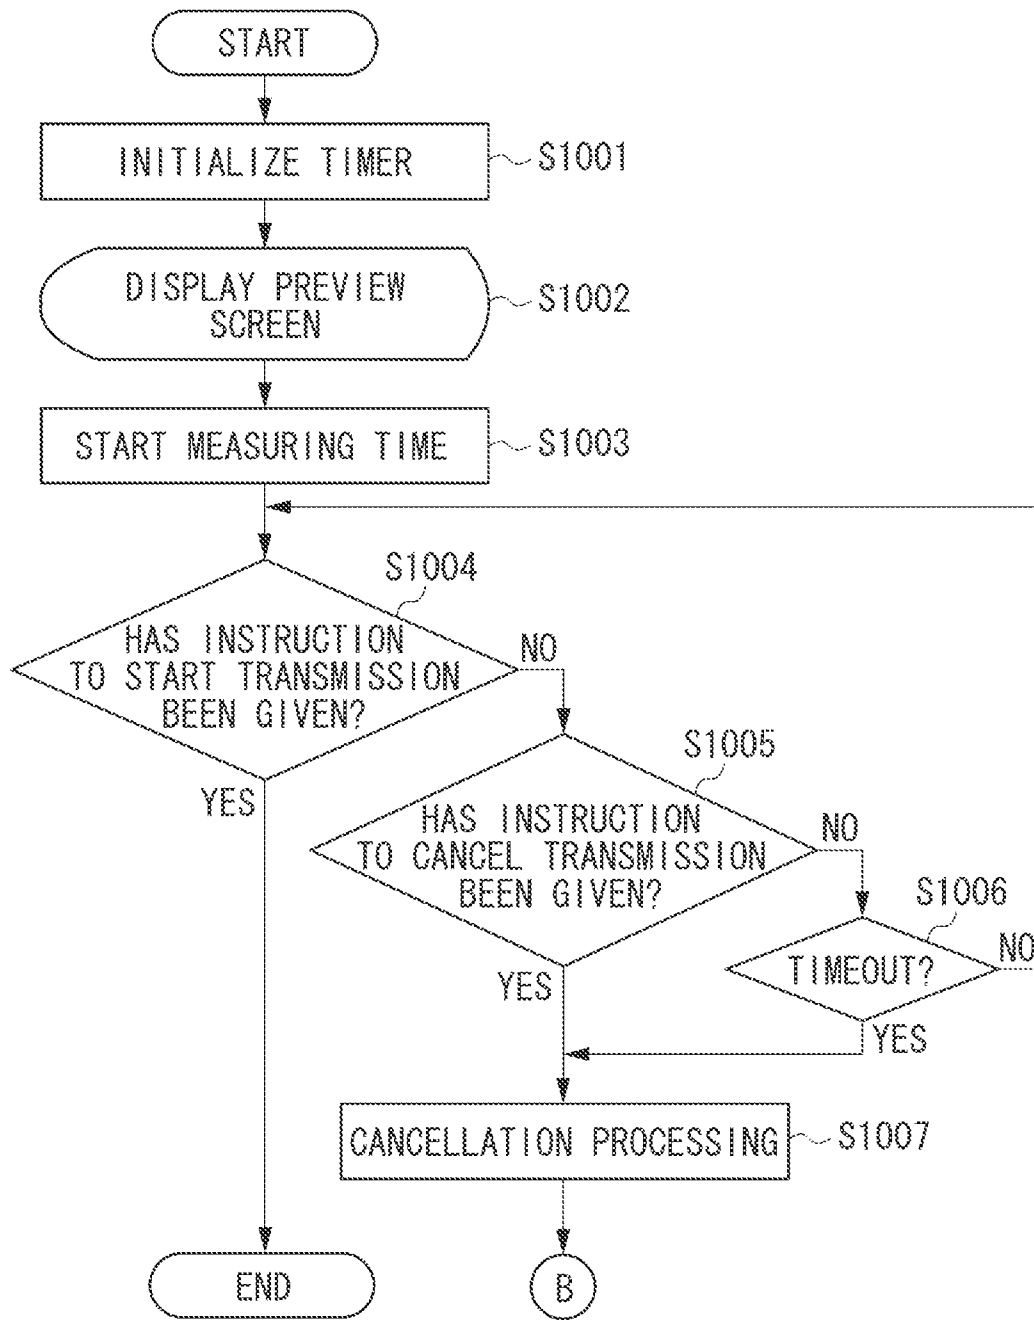 START
INITIALIZE TIMER
S1001
DISPLAY PREVIEW
SCREEN
S1002
START MEASURING TIME
S1003
S1004
HAS INSTRUCTION
TO START TRANSMISSION
BEEN GIVEN?
NO
YES
S1005
HAS INSTRUCTION
TO CANCEL TRANSMISSION
BEEN GIVEN?
NO
YES
S1006
TIMEOUT?
NO
YES
CANCELLATION PROCESSING
S1007
END
B